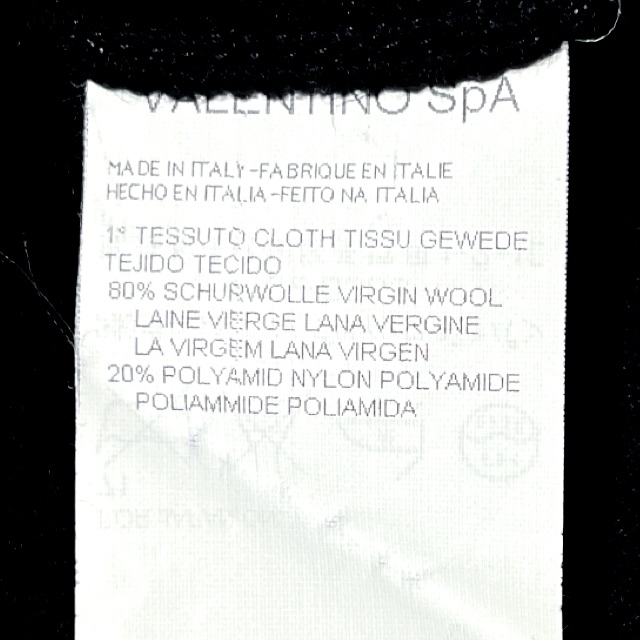 VALENTINO SpA
MADE IN ITALY-FABRIQUE EN ITALIE
HECHO EN ITALIA-FEITO NA ITALIA
1° TESSUTO CLOTH TISSU GEWEDE
TEJIDO TECIDO
80% SCHURWOLLE VIRGIN WOOL
LAINE VIERGE LANA VERGINE
LA VIRGEM LANA VIRGEN
20% POLYAMID NYLON POLYAMIDE
POLIAMMIDE POLIAMIDA